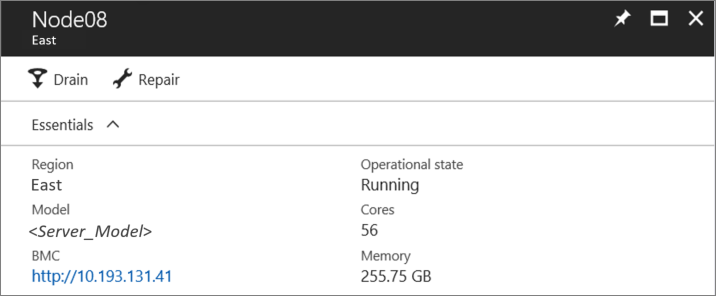 Node08
East
Drain Repair
Essentials
Region Operational state
East Running
Model Cores
<Server_Model> 56
BMC Memory
http://10.193.131.41 255.75 GB